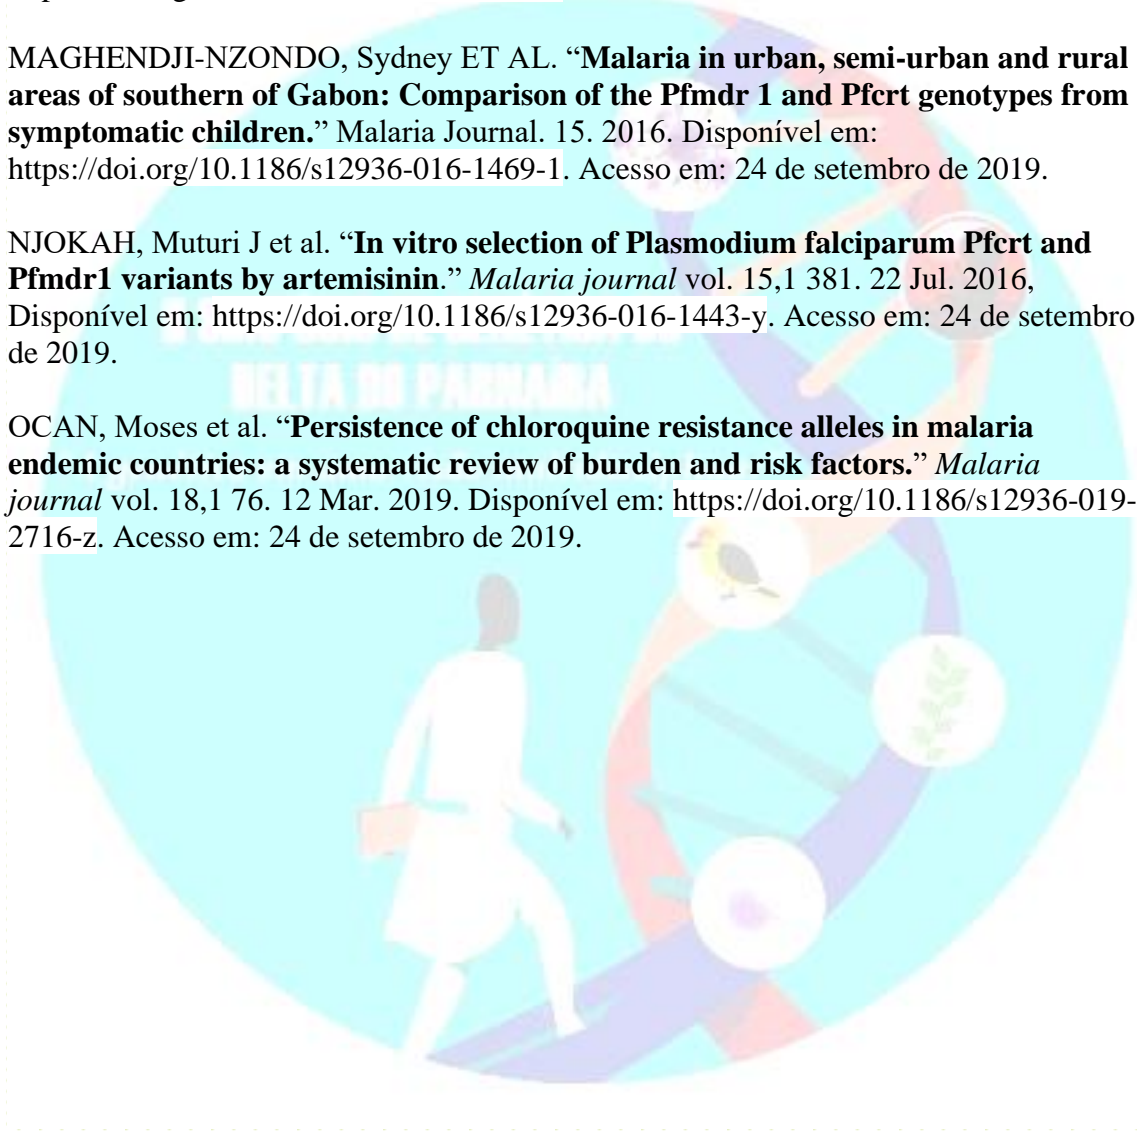 MAGHENDJI-NZONDO, Sydney ET AL. “Malaria in urban, semi-urban and rural
areas of southern of Gabon: Comparison of the Pfmdr 1 and Pfcrt genotypes from
symptomatic children.” Malaria Journal. 15. 2016. Disponível em:
https://doi.org/10.1186/s12936-016-1469-1. Acesso em: 24 de setembro de 2019.
NJOKAH, Muturi J et al. “In vitro selection of Plasmodium falciparum Pfcrt and
Pfmdr1 variants by artemisinin.” Malaria journal vol. 15,1 381. 22 Jul. 2016,
Disponível em: https://doi.org/10.1186/s12936-016-1443-y. Acesso em: 24 de setembro
de 2019.
DELTA DO PARNAÍBA
OCAN, Moses et al. “Persistence of chloroquine resistance alleles in malaria
endemic countries: a systematic review of burden and risk factors.” Malaria
journal vol. 18,1 76. 12 Mar. 2019. Disponível em: https://doi.org/10.1186/s12936-019-
2716-z. Acesso em: 24 de setembro de 2019.